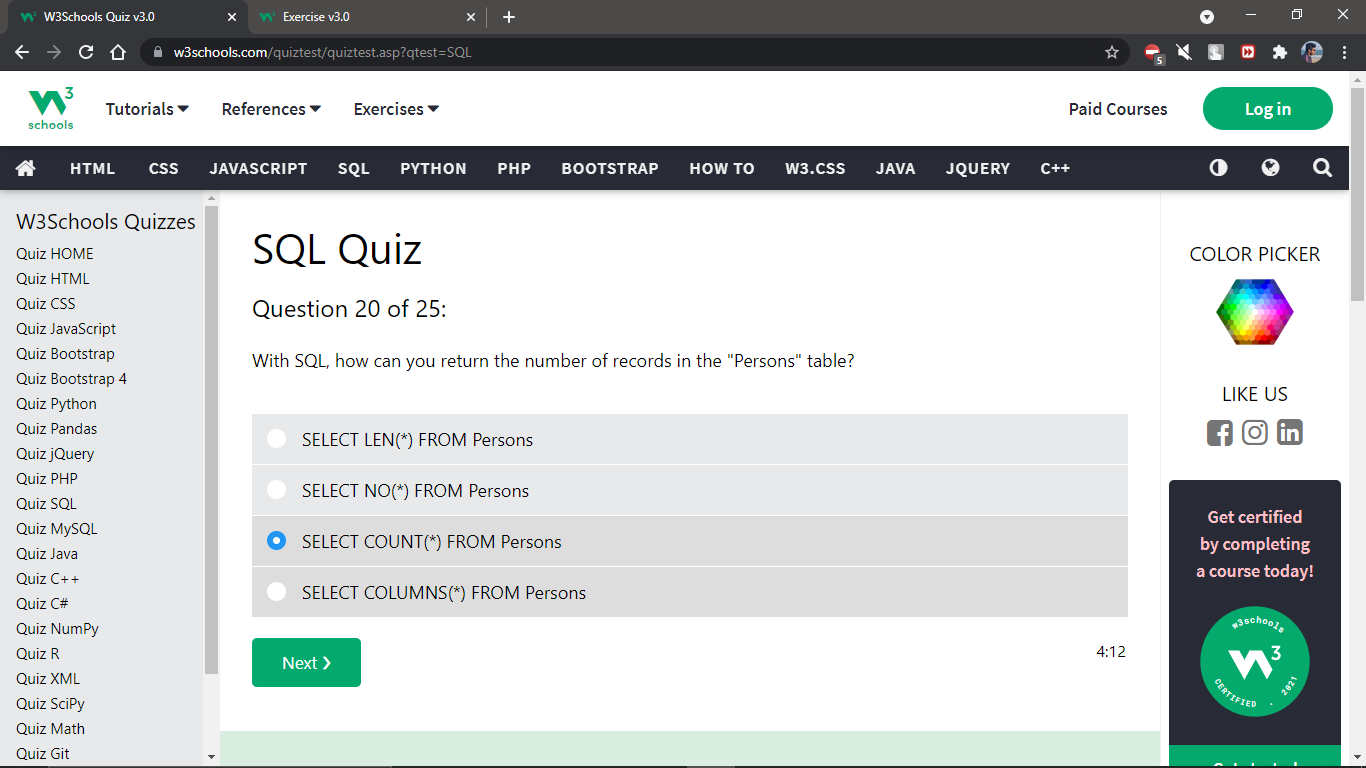 W3Schools Quiz v3.0
Exercise v3.0
w3schools.com/quiztest/quiztest.asp?qtest=SQL
5
3
schools
Tutorials
References
Exercises
Paid Courses
Log in
HTML
CSS
JAVASCRIPT
SQL
PYTHON
PHP
BOOTSTRAP
HOW TO
W3.CSS
JAVA
JQUERY
C++
W3Schools Quizzes
Quiz HOME
Quiz HTML
Quiz CSS
Quiz JavaScript
Quiz Bootstrap
Quiz Bootstrap 4
Quiz Python
Quiz Pandas
Quiz jQuery
Quiz PHP
Quiz SQL
Quiz MySQL
Quiz Java
Quiz C++
Quiz C#
Quiz NumPy
Quiz R
Quiz XML
Quiz SciPy
Quiz Math
Quiz Git
SQL Quiz
Question 20 of 25:
With SQL, how can you return the number of records in the "Persons" table?
SELECT LEN(*) FROM Persons
SELECT NO(*) FROM Persons
SELECT COUNT(*) FROM Persons
SELECT COLUMNS(*) FROM Persons
Next ❯
4:12
COLOR PICKER
LIKE US
Get certified
by completing
a course today!
w3schools
3
CERTIFIED . 2021